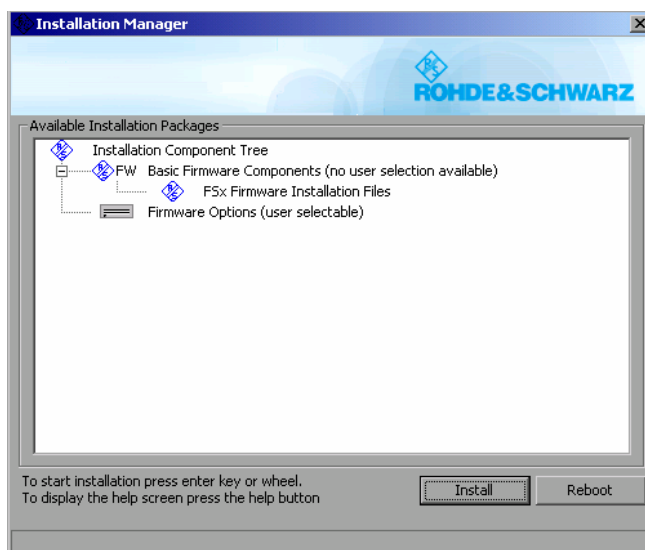 Installation Manager
ROHDE&SCHWARZ
Available Installation Packages
Installation Component Tree
FW Basic Firmware Components (no user selection available)
FSx Firmware Installation Files
Firmware Options (user selectable)
To start installation press enter key or wheel.
To display the help screen press the help button
Install
Reboot